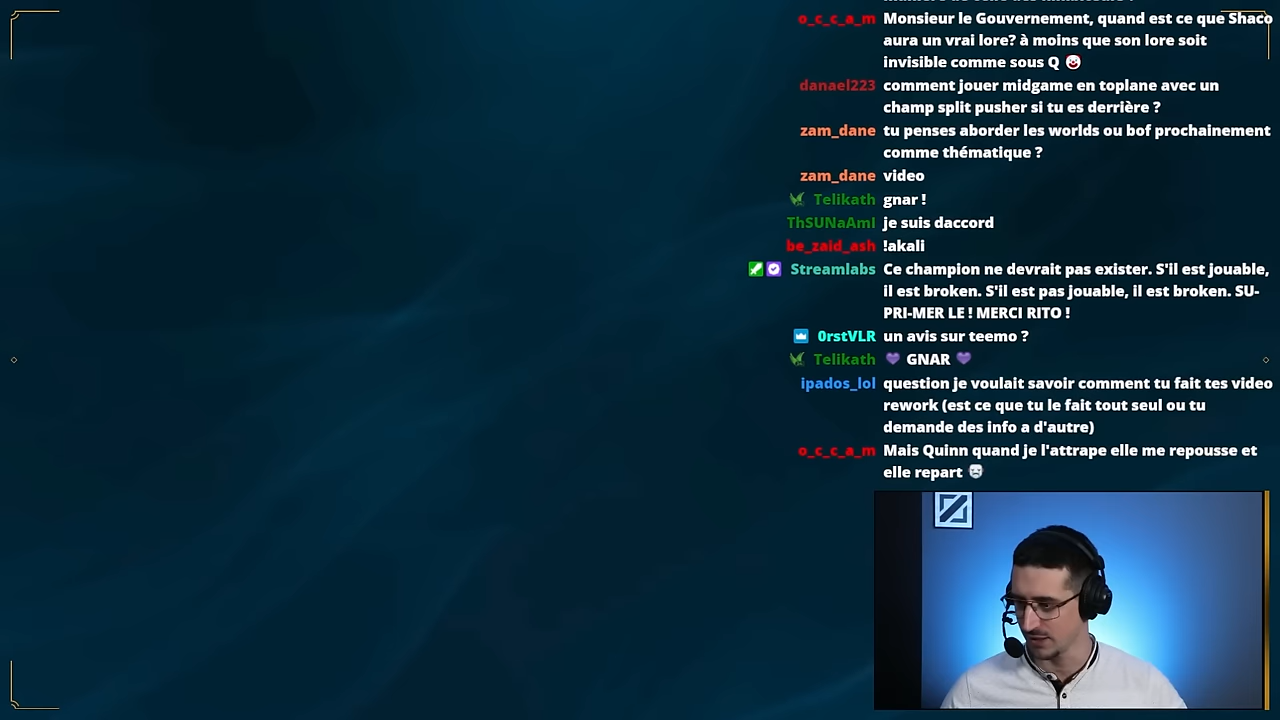 o_c_c_a_m Monsieur le Gouvernement, quand est ce que Shaco
aura un vrai lore? à moins que son lore soit
invisible comme sous Q 🤡
danael223 comment jouer midgame en toplane avec un
champ split pusher si tu es derrière ?
zam_dane tu penses aborder les worlds ou bof prochainement
comme thématique ?
zam_dane video
Telikath gnar !
ThSUNaAmI je suis daccord
be_zaid_ash !akali
Streamlabs Ce champion ne devrait pas exister. S'il est jouable,
il est broken. S'il est pas jouable, il est broken. SU-
PRI-MER LE ! MERCI RITO !
0rstVLR un avis sur teemo ?
Telikath 💜 GNAR 💜
ipados_lol question je voulait savoir comment tu fait tes video
rework (est ce que tu le fait tout seul ou tu
demande des info a d'autre)
o_c_c_a_m Mais Quinn quand je l'attrape elle me repousse et
elle repart